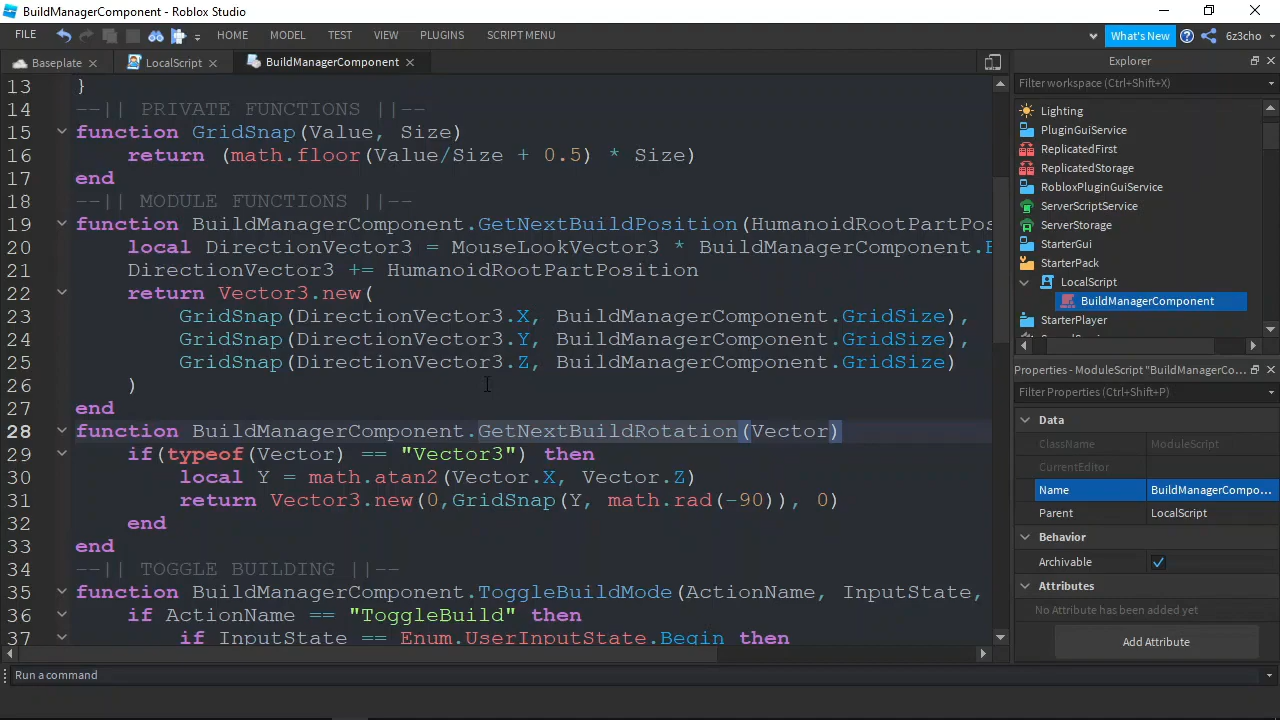 BuildManagerComponent - Roblox Studio
FILE HOME MODEL TEST VIEW PLUGINS SCRIPT MENU What's New 6z3cho
Baseplate LocalScript BuildManagerComponent
13 }
14 --|| PRIVATE FUNCTIONS ||--
15 function GridSnap(Value, Size)
16 return (math.floor(Value/Size + 0.5) * Size)
17 end
18 --|| MODULE FUNCTIONS ||--
19 function BuildManagerComponent.GetNextBuildPosition(HumanoidRootPartPos
20 local DirectionVector3 = MouseLookVector3 * BuildManagerComponent.B
21 DirectionVector3 += HumanoidRootPartPosition
22 return Vector3.new(
23 GridSnap(DirectionVector3.X, BuildManagerComponent.GridSize),
24 GridSnap(DirectionVector3.Y, BuildManagerComponent.GridSize),
25 GridSnap(DirectionVector3.Z, BuildManagerComponent.GridSize)
26 )
27 end
28 function BuildManagerComponent.GetNextBuildRotation(Vector)
29 if(typeof(Vector) == "Vector3") then
30 local Y = math.atan2(Vector.X, Vector.Z)
31 return Vector3.new(0,GridSnap(Y, math.rad(-90)), 0)
32 end
33 end
34 --|| TOGGLE BUILDING ||--
35 function BuildManagerComponent.ToggleBuildMode(ActionName, InputState,
36 if ActionName == "ToggleBuild" then
37 if InputState == Enum.UserInputState.Begin then
Run a command
Explorer
Filter workspace (Ctrl+Shift+X)
Lighting
PluginGuiService
ReplicatedFirst
ReplicatedStorage
RobloxPluginGuiService
ServerScriptService
ServerStorage
StarterGui
StarterPack
LocalScript
BuildManagerComponent
StarterPlayer
Properties - ModuleScript "BuildManagerCo...
Filter Properties (Ctrl+Shift+P)
Data
ClassName ModuleScript
CurrentEditor
Name BuildManagerCompo...
Parent LocalScript
Behavior
Archivable
Attributes
No Attribute has been added yet
Add Attribute